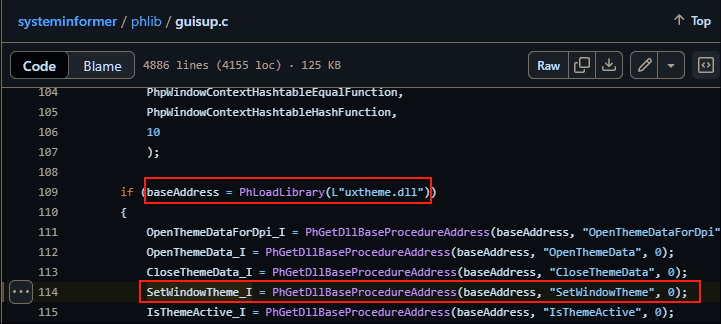 systeminformer / phlib / guisup.c
Top
Code Blame 4886 lines (4155 loc) · 125 KB Raw
104 PhpWindowContextHashtableEqualFunction,
105 PhpWindowContextHashtableHashFunction,
106 10
107 );
108
109 if (baseAddress = PhLoadLibrary(L"uxtheme.dll"))
110 {
111 OpenThemeDataForDpi_I = PhGetDllBaseProcedureAddress(baseAddress, "OpenThemeDataForDpi"
112 OpenThemeData_I = PhGetDllBaseProcedureAddress(baseAddress, "OpenThemeData", 0);
113 CloseThemeData_I = PhGetDllBaseProcedureAddress(baseAddress, "CloseThemeData", 0);
114 SetWindowTheme_I = PhGetDllBaseProcedureAddress(baseAddress, "SetWindowTheme", 0);
115 IsThemeActive_I = PhGetDllBaseProcedureAddress(baseAddress, "IsThemeActive", 0);